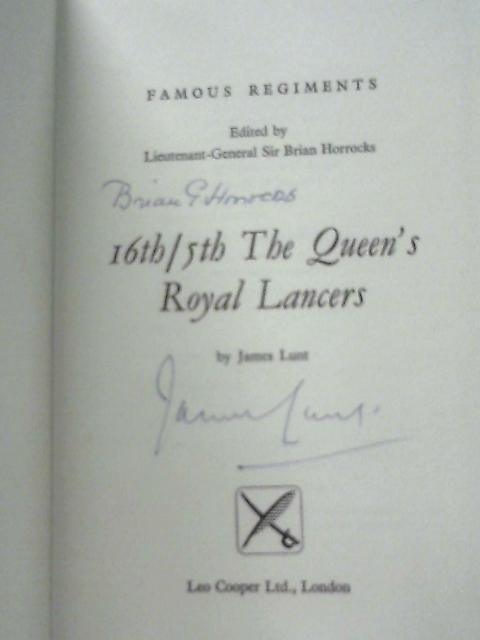 FAMOUS REGIMENTS
Edited by
Lieutenant-General Sir Brian Horrocks
Brian G Horrocks
16th/5th The Queen's
Royal Lancers
by James Lunt
James Lunt.
Leo Cooper Ltd., London